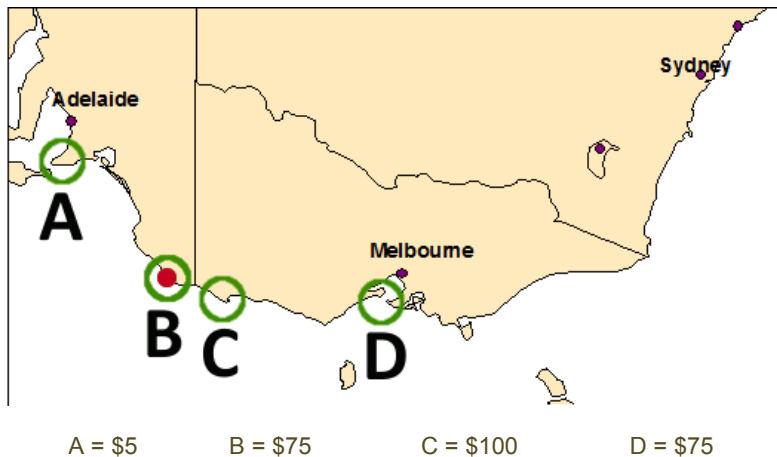 Sydney
Adelaide
A
Melbourne
B
C
D
A = $5 B = $75 C = $100 D = $75